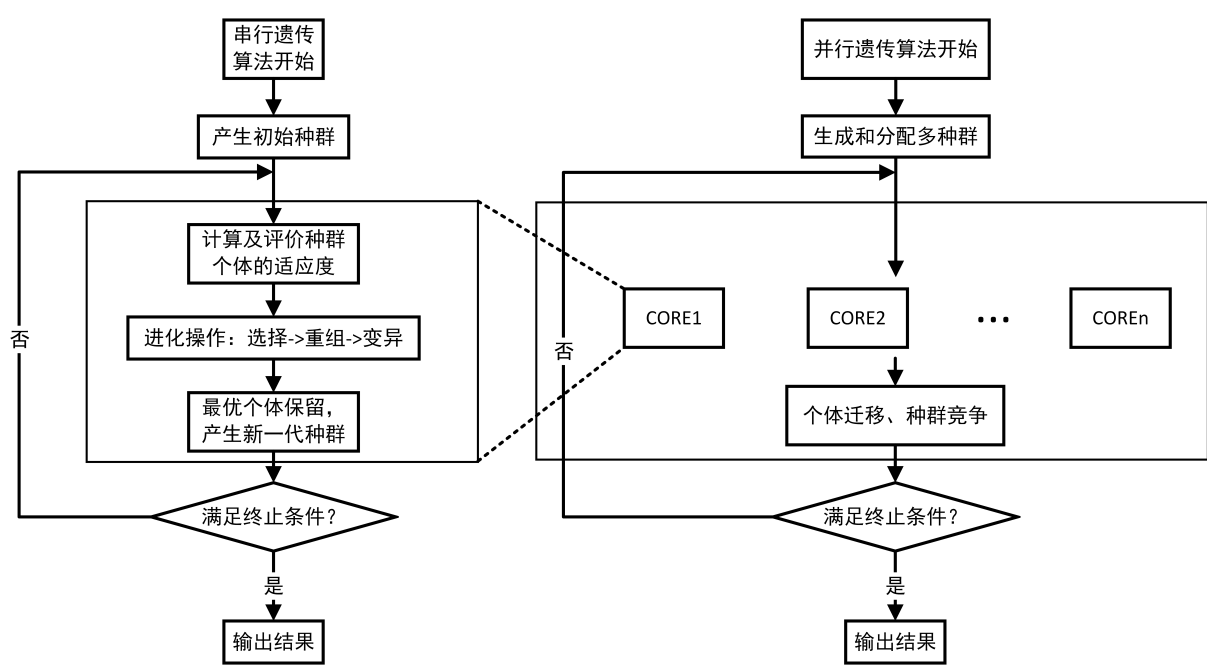 串行遗传
算法开始
产生初始种群
计算及评价种群
个体的适应度
进化操作：选择->重组->变异
最优个体保留，
产生新一代种群
否
满足终止条件？
是
输出结果
并行遗传算法开始
生成和分配多种群
CORE1
CORE2
...
COREn
否
个体迁移、种群竞争
满足终止条件？
是
输出结果